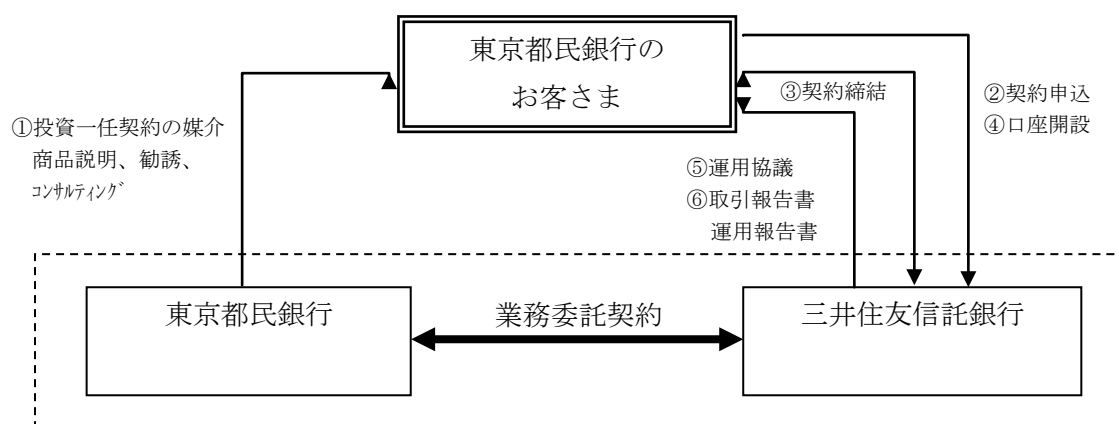 東京都民銀行の
お客さま
①投資一任契約の媒介
商品説明、勧誘、
ｺﾝｻﾙﾃｨﾝｸﾞ
③契約締結
②契約申込
④口座開設
⑤運用協議
⑥取引報告書
運用報告書
東京都民銀行
業務委託契約
三井住友信託銀行